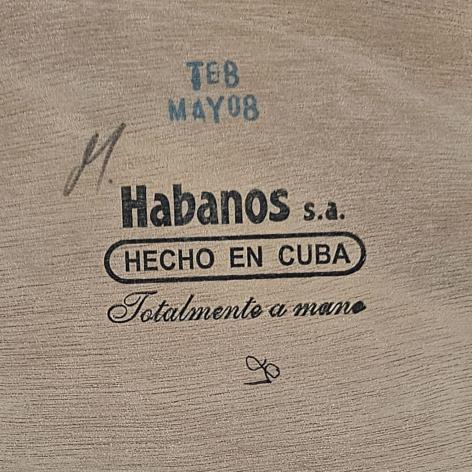 TEB
MAY08
M.
Habanos s.a.
HECHO EN CUBA
Totalmente a mano